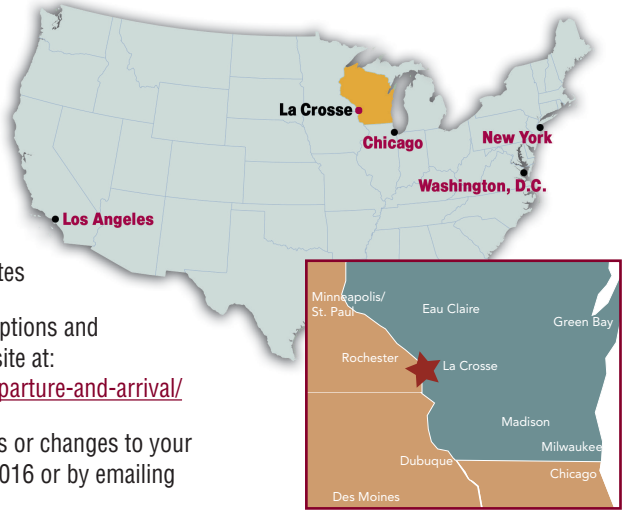 La Crosse
Chicago
New York
Washington, D.C.
Los Angeles
tes
ptions and
site at:
parture-and-arrival/
s or changes to your
016 or by emailing
Minneapolis/
St. Paul
Eau Claire
Green Bay
Rochester
La Crosse
Madison
Milwaukee
Dubuque
Chicago
Des Moines